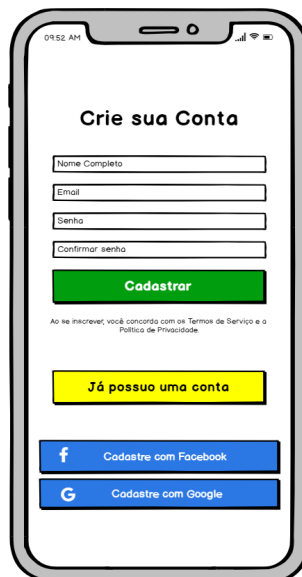 09:52 AM
Crie sua Conta
Nome Completo
Email
Senha
Confirmar senha
Cadastrar
Ao se inscrever, você concorda com os Termos de Serviço e a
Política de Privacidade.
Já possuo uma conta
f Cadastre com Facebook
G Cadastre com Google